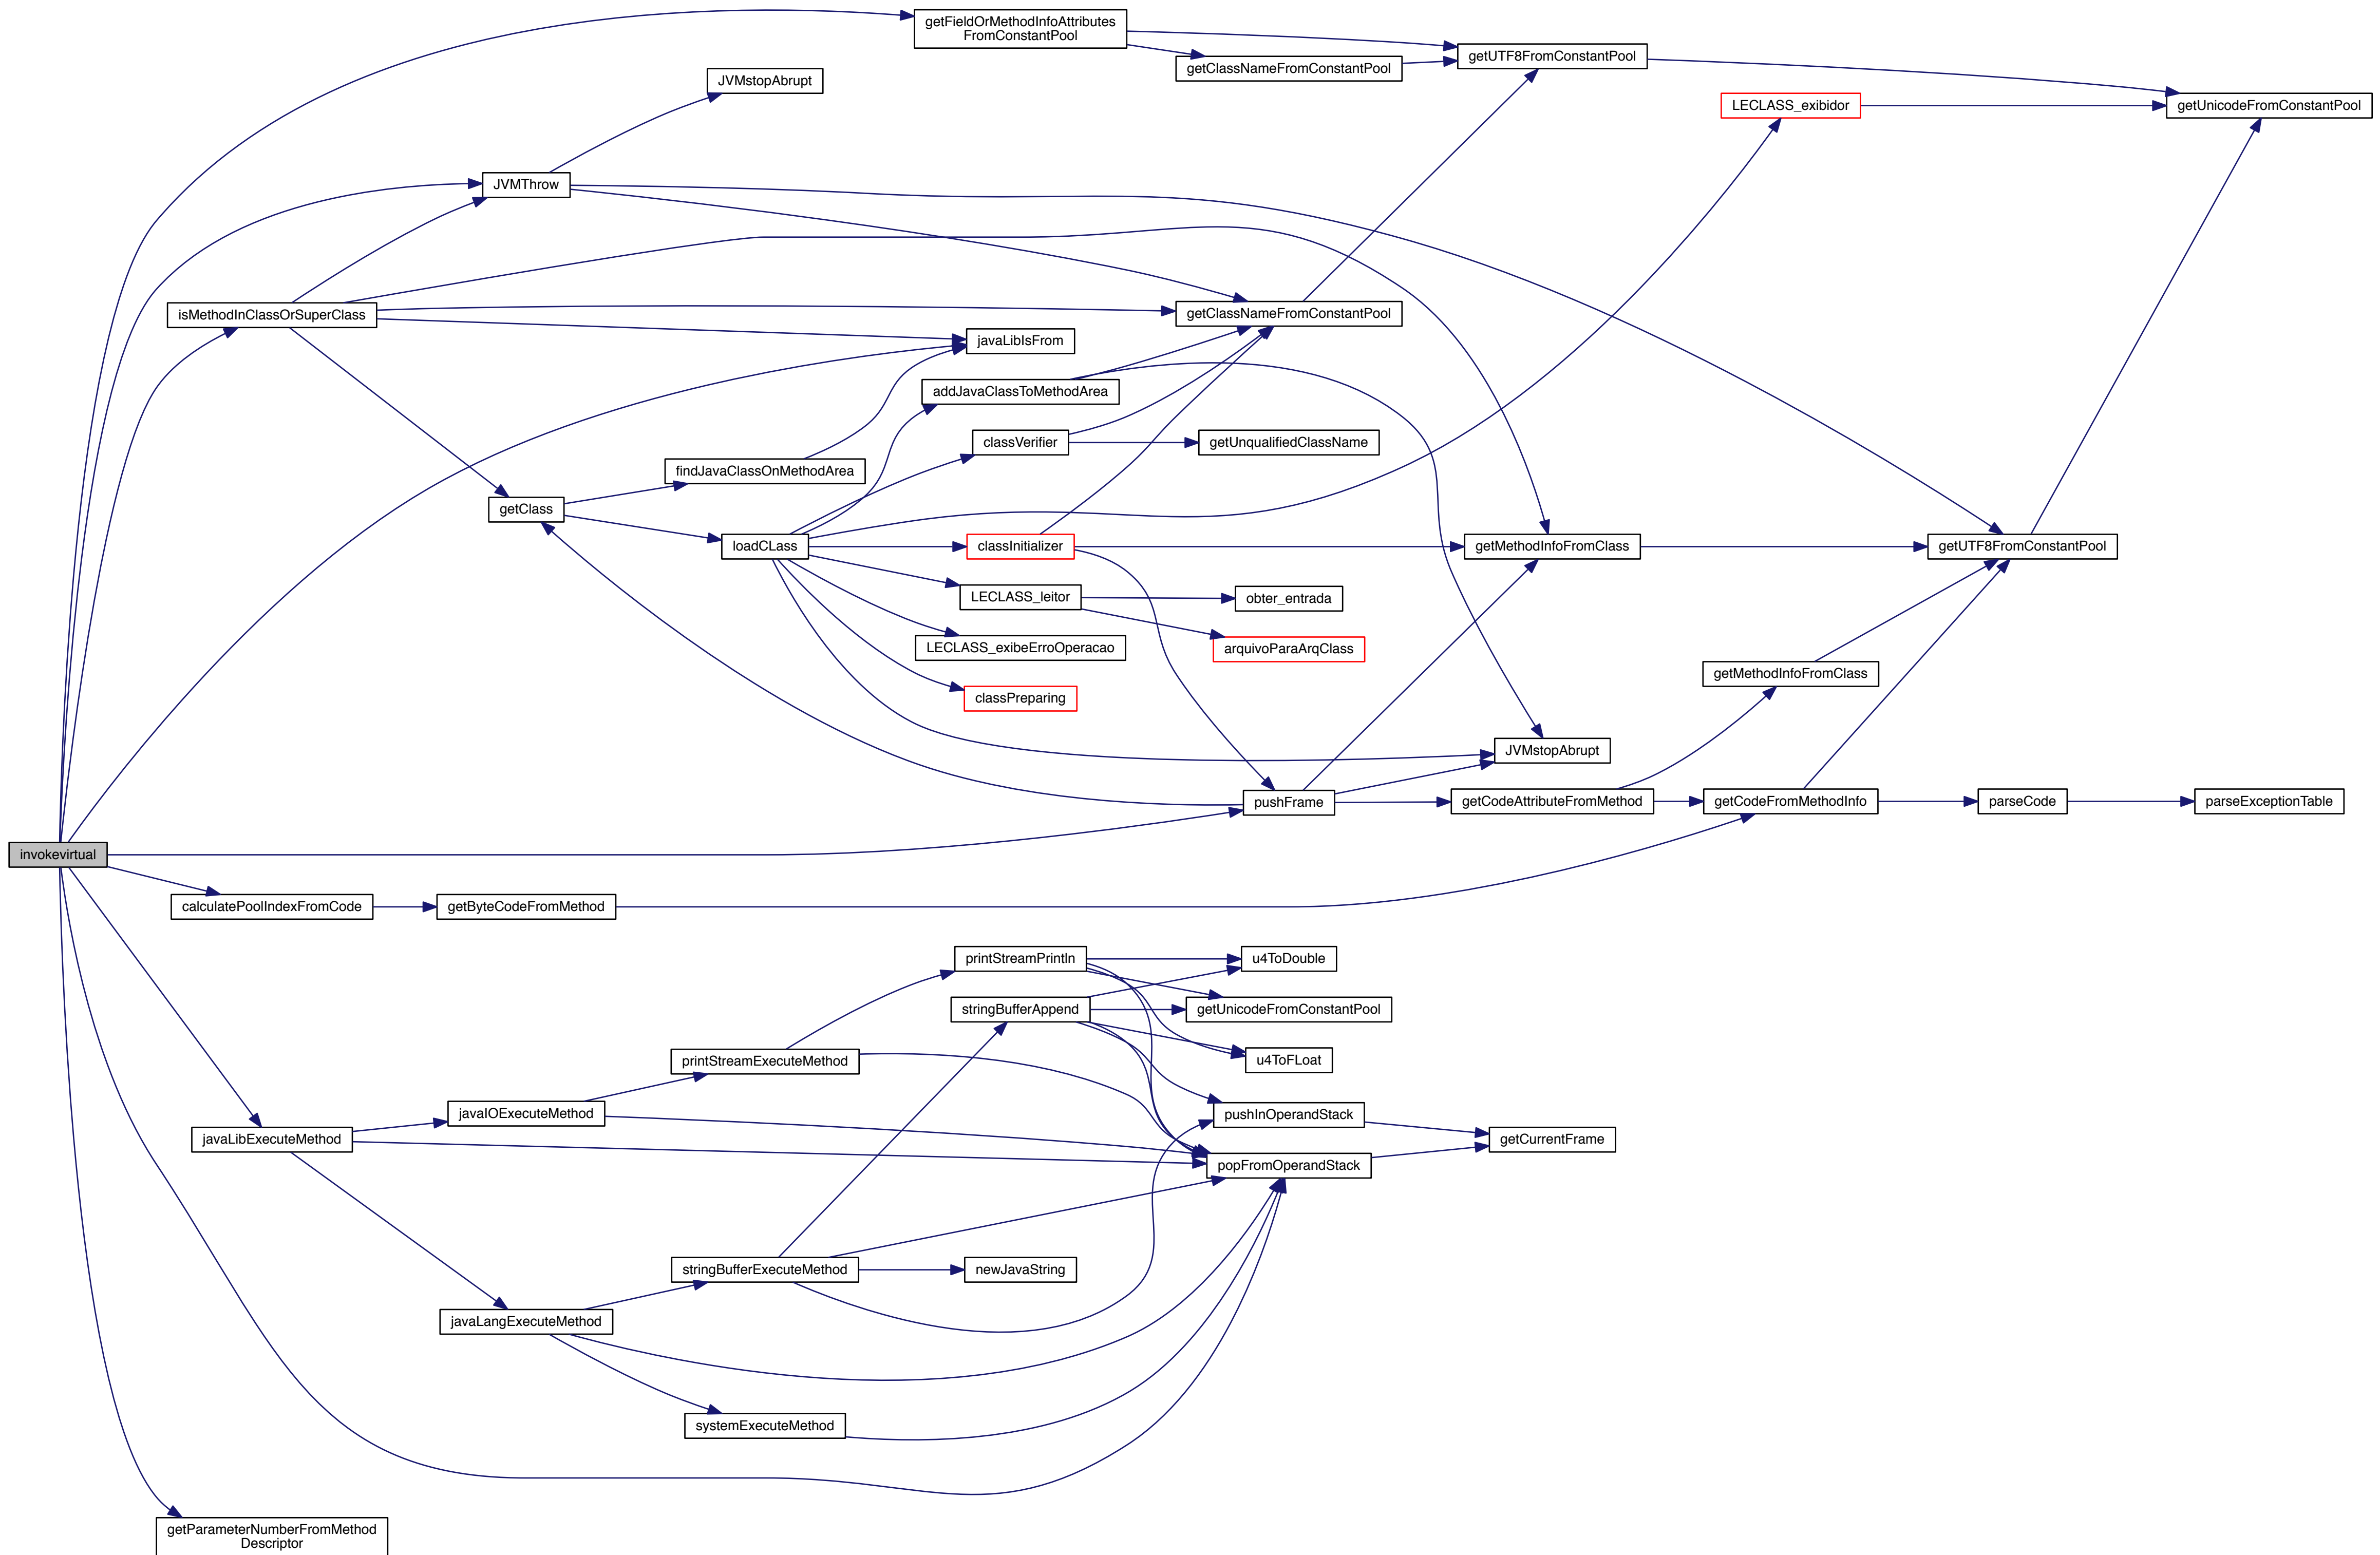 getFieldOrMethodInfoAttributes
FromConstantPool
getUTF8FromConstantPool
getClassNameFromConstantPool
JVMstopAbrupt
LECLASS_exibidor
getUnicodeFromConstantPool
JVMThrow
isMethodInClassOrSuperClass
getClassNameFromConstantPool
javaLibIsFrom
addJavaClassToMethodArea
classVerifier
getUnqualifiedClassName
findJavaClassOnMethodArea
getClass
loadCLass
classInitializer
getMethodInfoFromClass
getUTF8FromConstantPool
LECLASS_leitor
obter_entrada
LECLASS_exibeErroOperacao
arquivoParaArqClass
getMethodInfoFromClass
classPreparing
JVMstopAbrupt
pushFrame
getCodeAttributeFromMethod
getCodeFromMethodInfo
parseCode
parseExceptionTable
invokevirtual
calculatePoolIndexFromCode
getByteCodeFromMethod
printStreamPrintln
u4ToDouble
stringBufferAppend
getUnicodeFromConstantPool
printStreamExecuteMethod
u4ToFLoat
javaIOExecuteMethod
pushInOperandStack
javaLibExecuteMethod
getCurrentFrame
popFromOperandStack
stringBufferExecuteMethod
newJavaString
javaLangExecuteMethod
systemExecuteMethod
getParameterNumberFromMethod
Descriptor